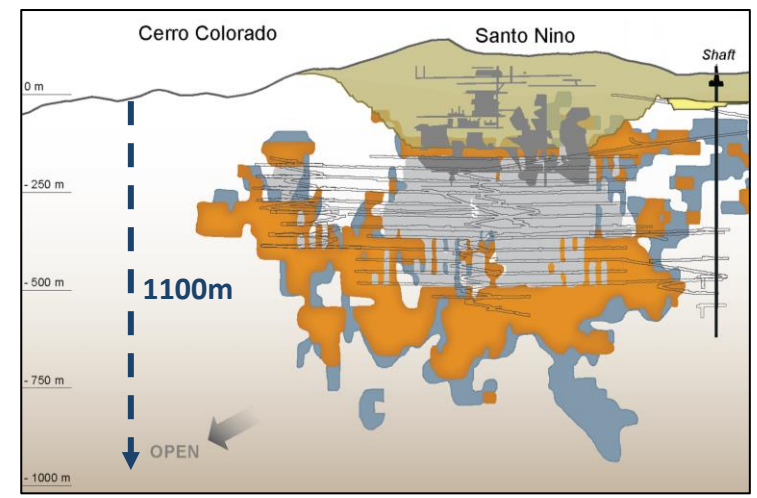 Cerro Colorado
Santo Nino
Shaft
0 m
- 250 m
- 500 m
1100m
- 750 m
OPEN
- 1000 m